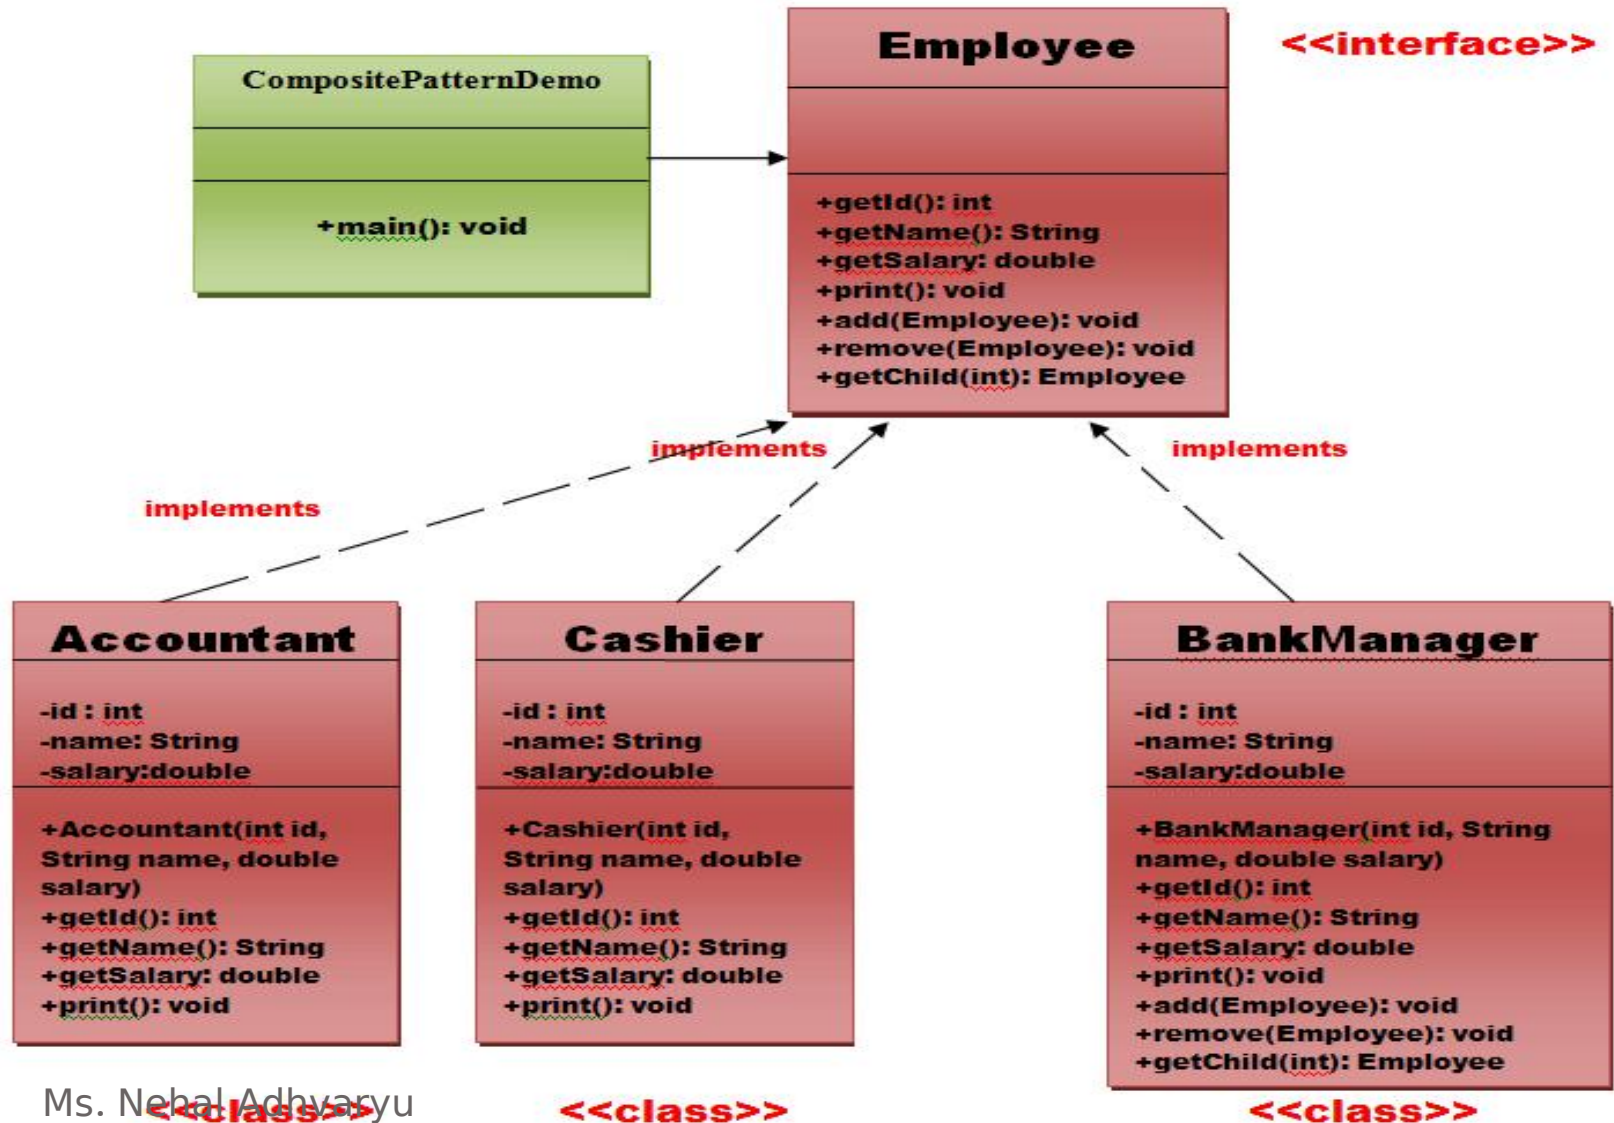 Employee
<<interface>>
CompositePatternDemo
+main(): void
+getId(): int
+getName(): String
+getSalary: double
+print(): void
+add(Employee): void
+remove(Employee): void
+getChild(int): Employee
implements
implements
implements
Accountant
-id : int
-name: String
-salary:double
+Accountant(int id,
String name, double
salary)
+getId(): int
+getName(): String
+getSalary: double
+print(): void
Cashier
-id : int
-name: String
-salary:double
+Cashier(int id,
String name, double
salary)
+getId(): int
+getName(): String
+getSalary: double
+print(): void
BankManager
-id : int
-name: String
-salary:double
+BankManager(int id, String
name, double salary)
+getId(): int
+getName(): String
+getSalary: double
+print(): void
+add(Employee): void
+remove(Employee): void
+getChild(int): Employee
Ms. Nehal Adhvaryu
<<class>>
<<class>>
<<class>>